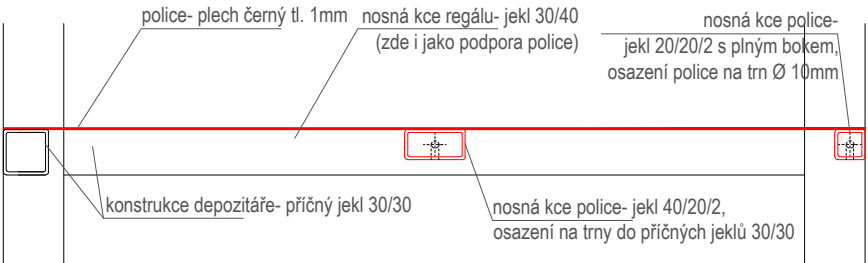 police- plech černý tl. 1mm
nosná kce regálu- jekl 30/40
(zde i jako podpora police)
nosná kce police-
jekl 20/20/2 s plným bokem,
osazení police na trn Ø 10mm
konstrukce depozitáře- příčný jekl 30/30
nosná kce police- jekl 40/20/2,
osazení na trny do příčných jeklů 30/30